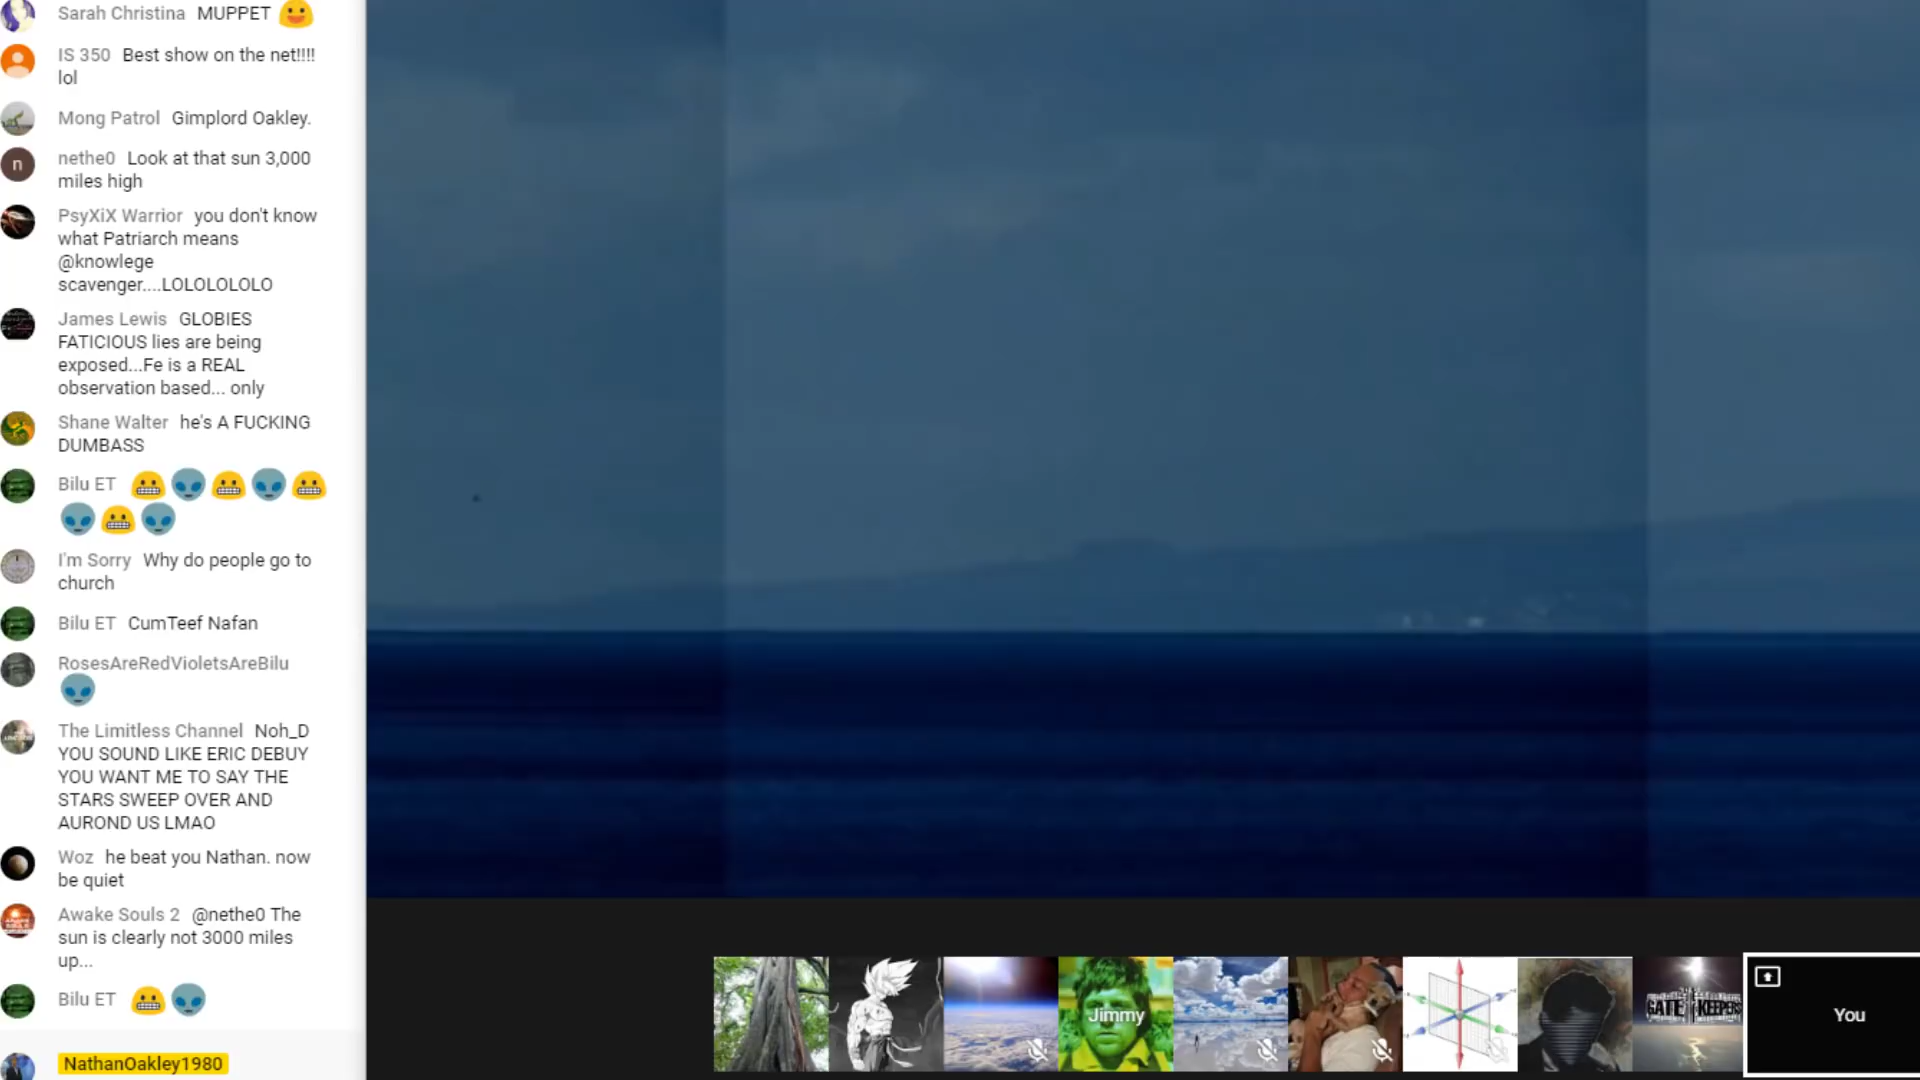 Sarah Christina MUPPET
IS 350 Best show on the net!!!!
lol
Mong Patrol Gimplord Oakley.
n
nethe0 Look at that sun 3,000
miles high
PsyXiX Warrior you don't know
what Patriarch means
@knowlege
scavenger....LOLOLOLOLO
James Lewis GLOBIES
FATICIOUS lies are being
exposed...Fe is a REAL
observation based... only
Shane Walter he's A FUCKING
DUMBASS
Bilu ET
I'm Sorry Why do people go to
church
Bilu ET CumTeef Nafan
RosesAreRedVioletsAreBilu
The Limitless Channel Noh_D
YOU SOUND LIKE ERIC DEBUY
YOU WANT ME TO SAY THE
STARS SWEEP OVER AND
AUROND US LMAO
Woz he beat you Nathan. now
be quiet
Awake Souls 2 @nethe0 The
sun is clearly not 3000 miles
up...
Bilu ET
NathanOakley1980
Jimmy
GATE KEEPERS
You